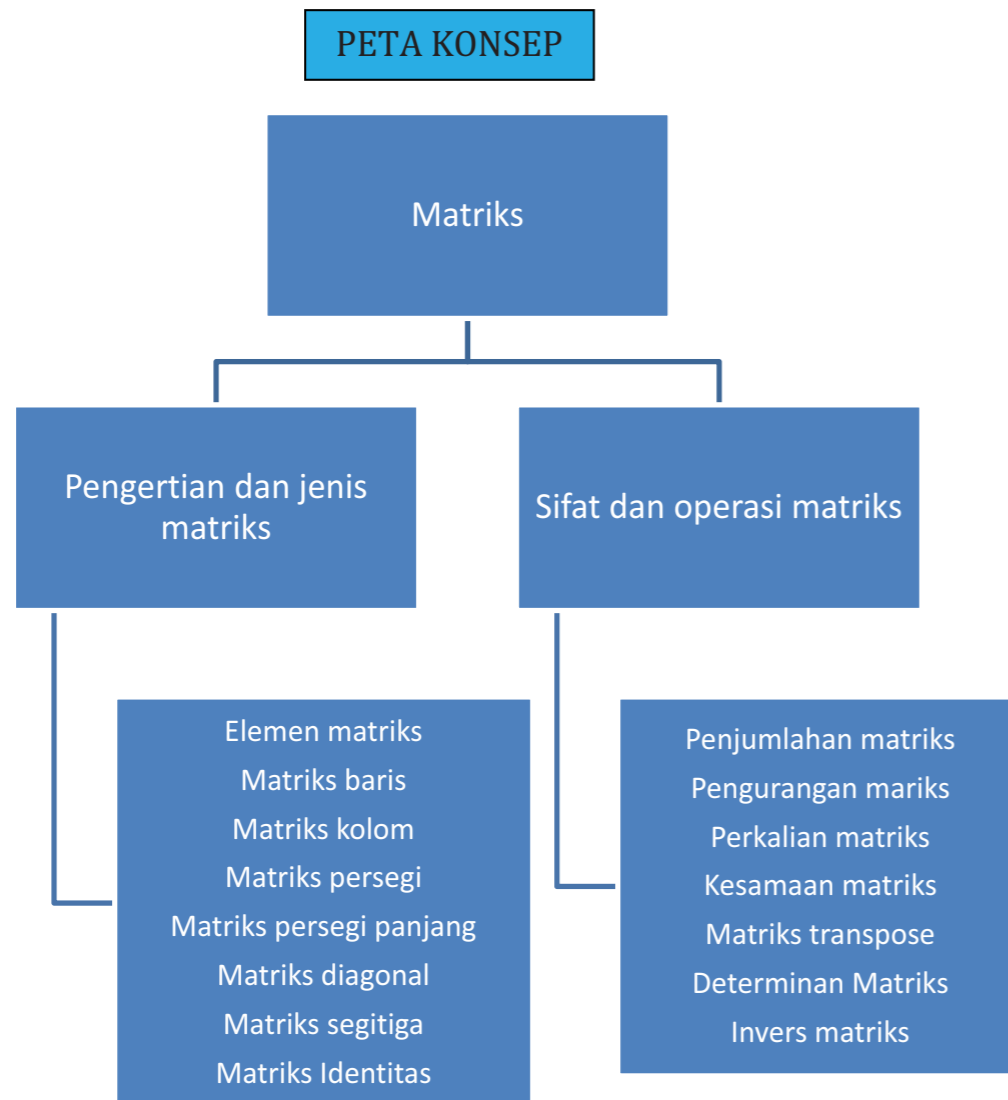 PETA KONSEP
Matriks
Pengertian dan jenis
matriks
Sifat dan operasi matriks
Elemen matriks
Matriks baris
Matriks kolom
Matriks persegi
Matriks persegi panjang
Matriks diagonal
Matriks segitiga
Matriks Identitas
Penjumlahan matriks
Pengurangan mariks
Perkalian matriks
Kesamaan matriks
Matriks transpose
Determinan Matriks
Invers matriks